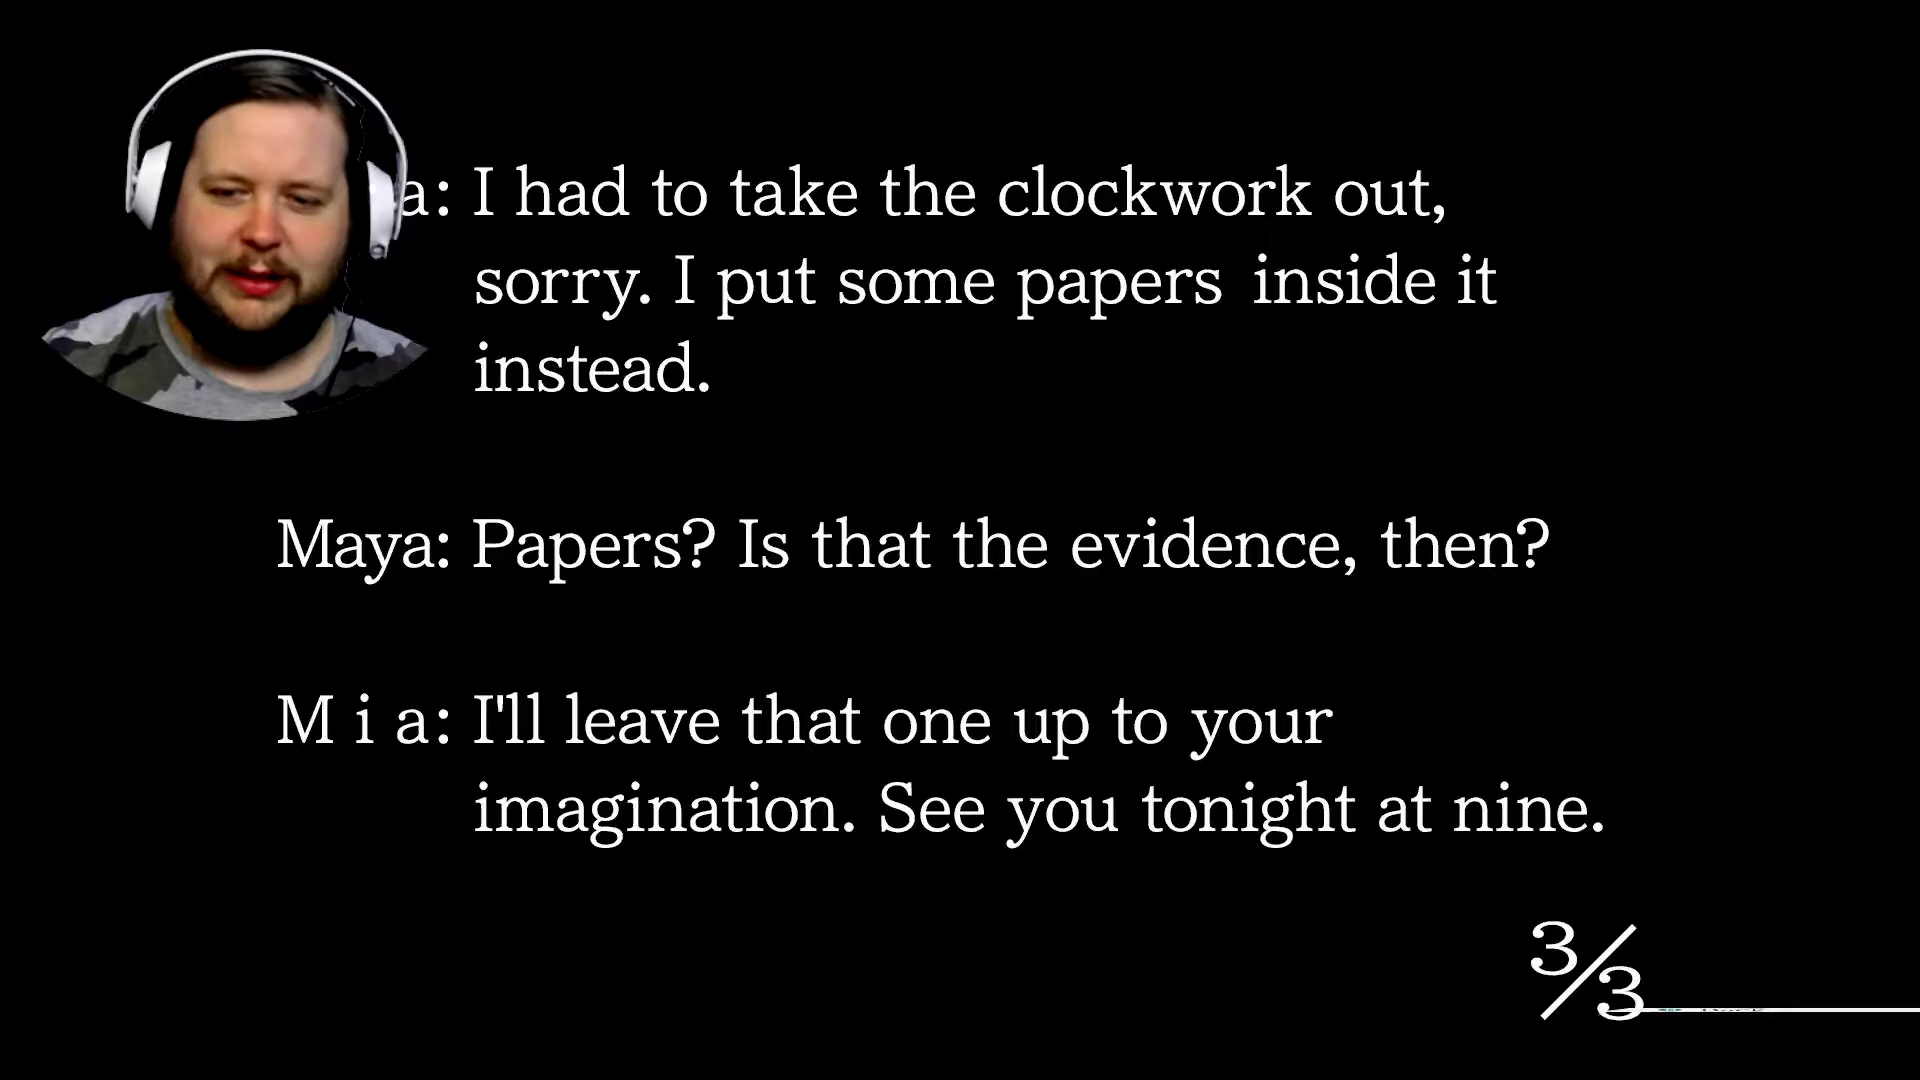 a: I had to take the clockwork out,
sorry. I put some papers inside it
instead.
Maya: Papers? Is that the evidence, then?
M i a: I'll leave that one up to your
imagination. See you tonight at nine.
3/3